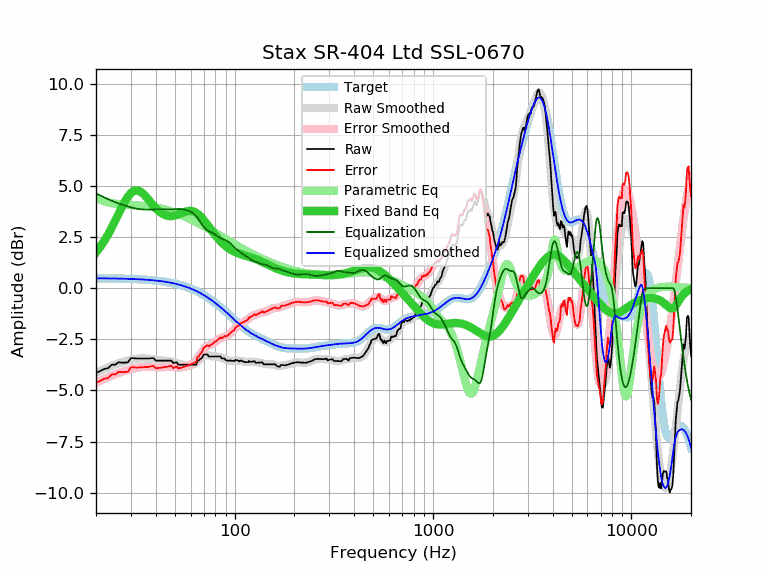 Stax SR-404 Ltd SSL-0670
Amplitude (dBr)
10.0
7.5
5.0
2.5
0.0
−2.5
−5.0
−7.5
−10.0
Target
Raw Smoothed
Error Smoothed
Raw
Error
Parametric Eq
Fixed Band Eq
Equalization
Equalized smoothed
100
1000
10000
Frequency (Hz)